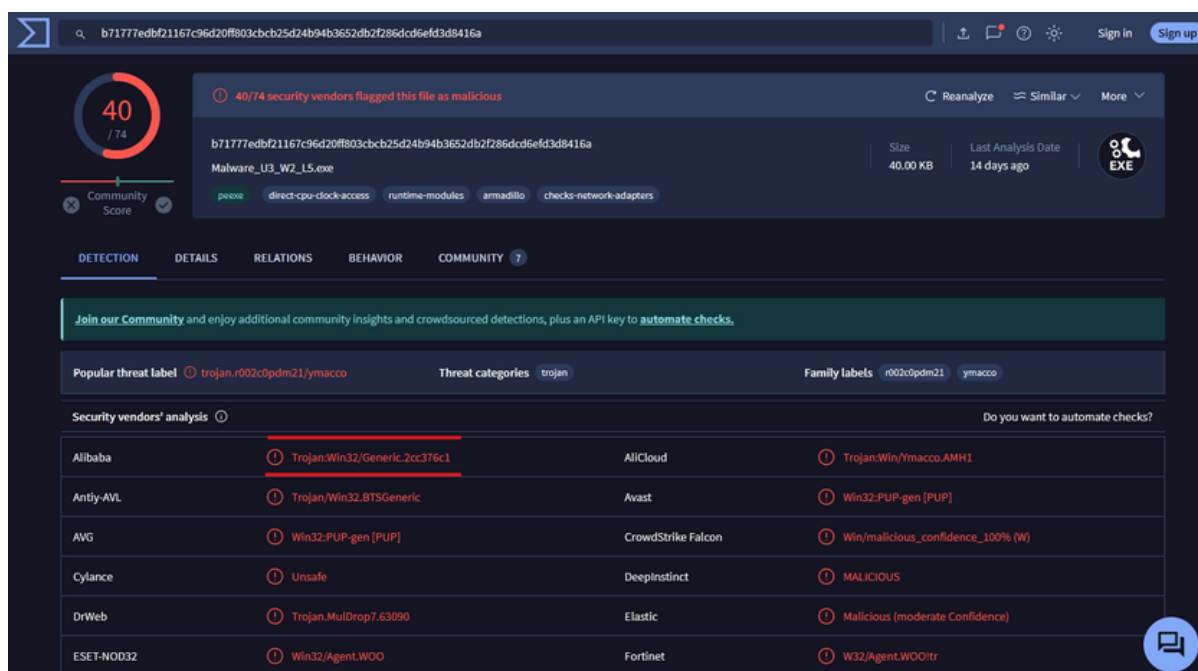 b71777edbf21167c96d20ff803cbcb25d24b94b3652db2f286dcd6efd3d8416a
Sign in
Sign up
40
/ 74
Community
Score
40/74 security vendors flagged this file as malicious
Reanalyze
Similar
More
b71777edbf21167c96d20ff803cbcb25d24b94b3652db2f286dcd6efd3d8416a
Malware_U3_W2_L5.exe
Size
40.00 KB
Last Analysis Date
14 days ago
EXE
peexe direct-cpu-clock-access runtime-modules armadillo checks-network-adapters
DETECTION DETAILS RELATIONS BEHAVIOR COMMUNITY 7
Join our Community and enjoy additional community insights and crowdsourced detections, plus an API key to automate checks.
Popular threat label trojan.r002c0pdm21/ymacco Threat categories trojan Family labels r002c0pdm21 ymacco
Security vendors' analysis Do you want to automate checks?
Alibaba Trojan:Win32/Generic.2cc376c1 AliCloud Trojan:Win/Ymacco.AMH1
Antiy-AVL Trojan/Win32.BTSGeneric Avast Win32:PUP-gen [PUP]
AVG Win32:PUP-gen [PUP] CrowdStrike Falcon Win/malicious_confidence_100% (W)
Cylance Unsafe DeepInstinct MALICIOUS
DrWeb Trojan.MulDrop7.63090 Elastic Malicious (moderate Confidence)
ESET-NOD32 Win32/Agent.WOO Fortinet W32/Agent.WOO!tr